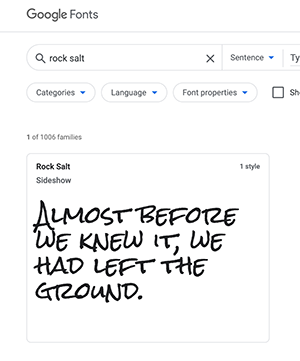 Google Fonts
rock salt
Sentence
Ty
Categories
Language
Font properties
Sh
1 of 1006 families
Rock Salt
1 style
Sideshow
Almost before
we knew it, we
had left the
ground.